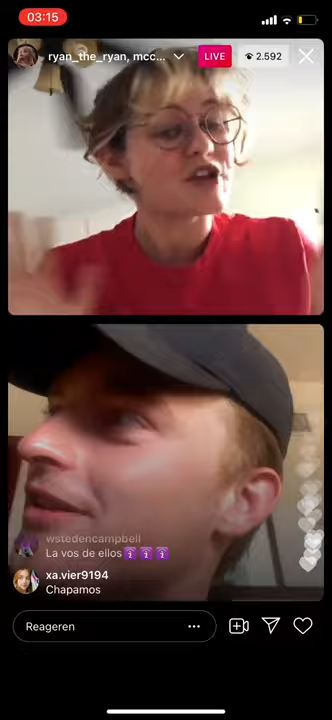 03:15
ryan_the_ryan, mcc...
LIVE
2.592
wstedencampbell
La vos de ellos🛐🛐🛐
xa.vier9194
Chapamos
Reageren